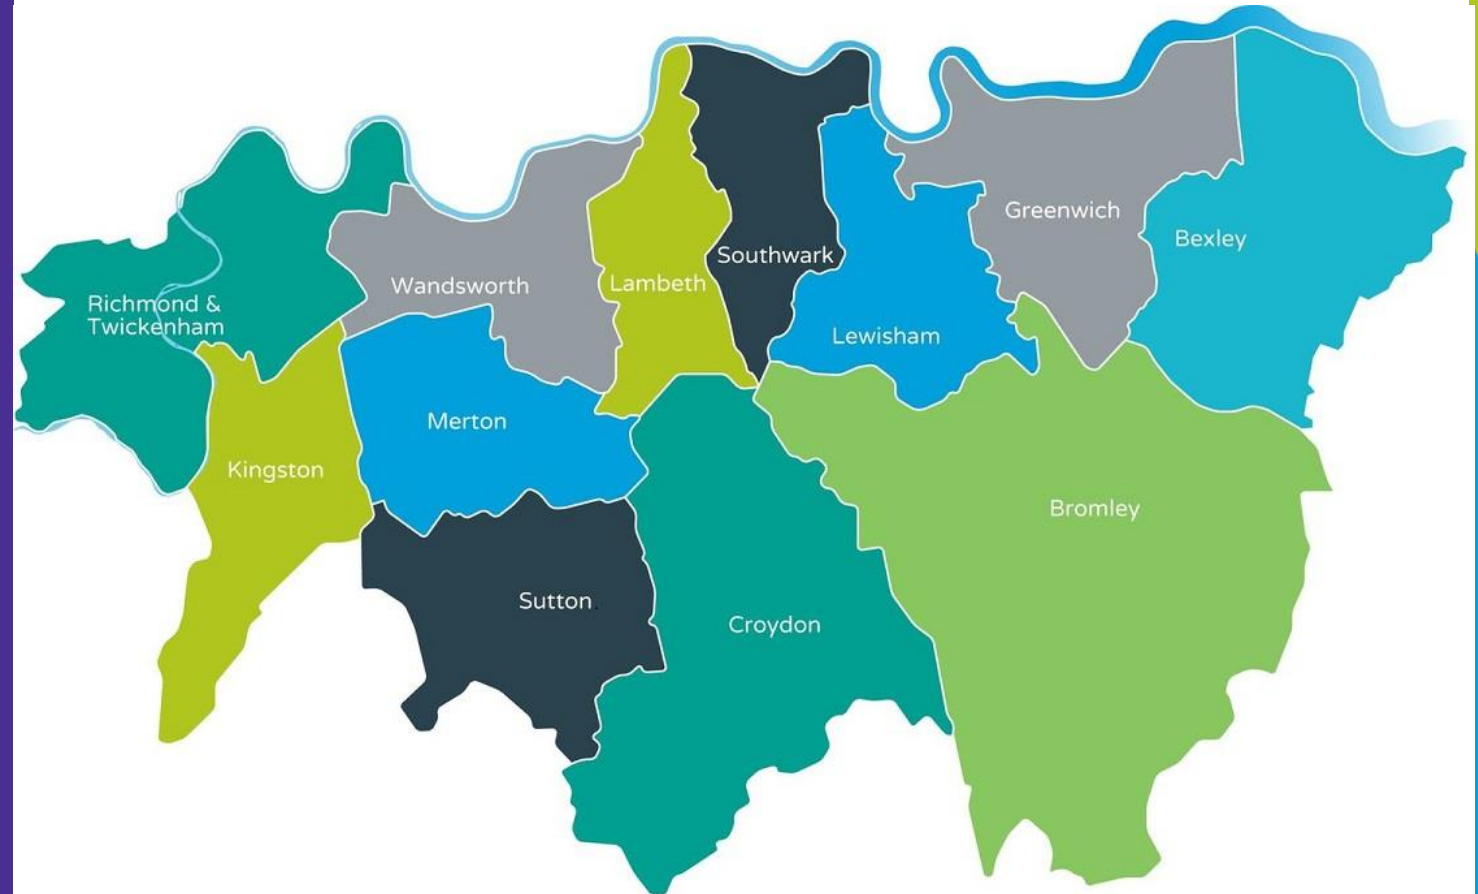 Greenwich
Bexley
Southwark
Lambeth
Wandsworth
Richmond &
Twickenham
Lewisham
Merton
Kingston
Bromley
Sutton
Croydon